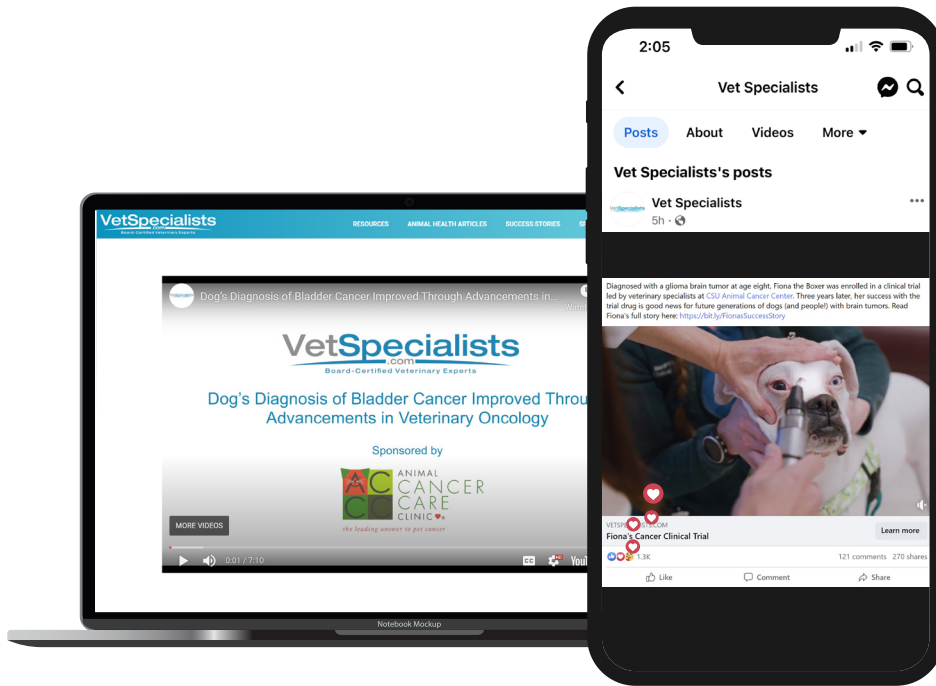 VetSpecialists
.com
Board-Certified Veterinary Experts
RESOURCES ANIMAL HEALTH ARTICLES SUCCESS STORIES
Dog's Diagnosis of Bladder Cancer Improved Through Advancements in...
VetSpecialists
.com
Board-Certified Veterinary Experts
Dog's Diagnosis of Bladder Cancer Improved Throu
Advancements in Veterinary Oncology
Sponsored by
ACCC
ANIMAL
CANCER
CARE
CLINIC
the leading answer to pet cancer
MORE VIDEOS
0:01 / 7:10
CC
HD
Notebook Mockup
2:05
Vet Specialists
Posts About Videos More
Vet Specialists's posts
Vet Specialists
5h ·
Diagnosed with a glioma brain tumor at age eight, Fiona the Boxer was enrolled in a clinical trial
led by veterinary specialists at CSU Animal Cancer Center. Three years later, her success with the
trial drug is good news for future generations of dogs (and people!) with brain tumors. Read
Fiona's full story here: https://bit.ly/FionasSuccessStory
Fiona's Cancer Clinical Trial
Learn more
1.3K
121 comments 270 shares
Like Comment Share